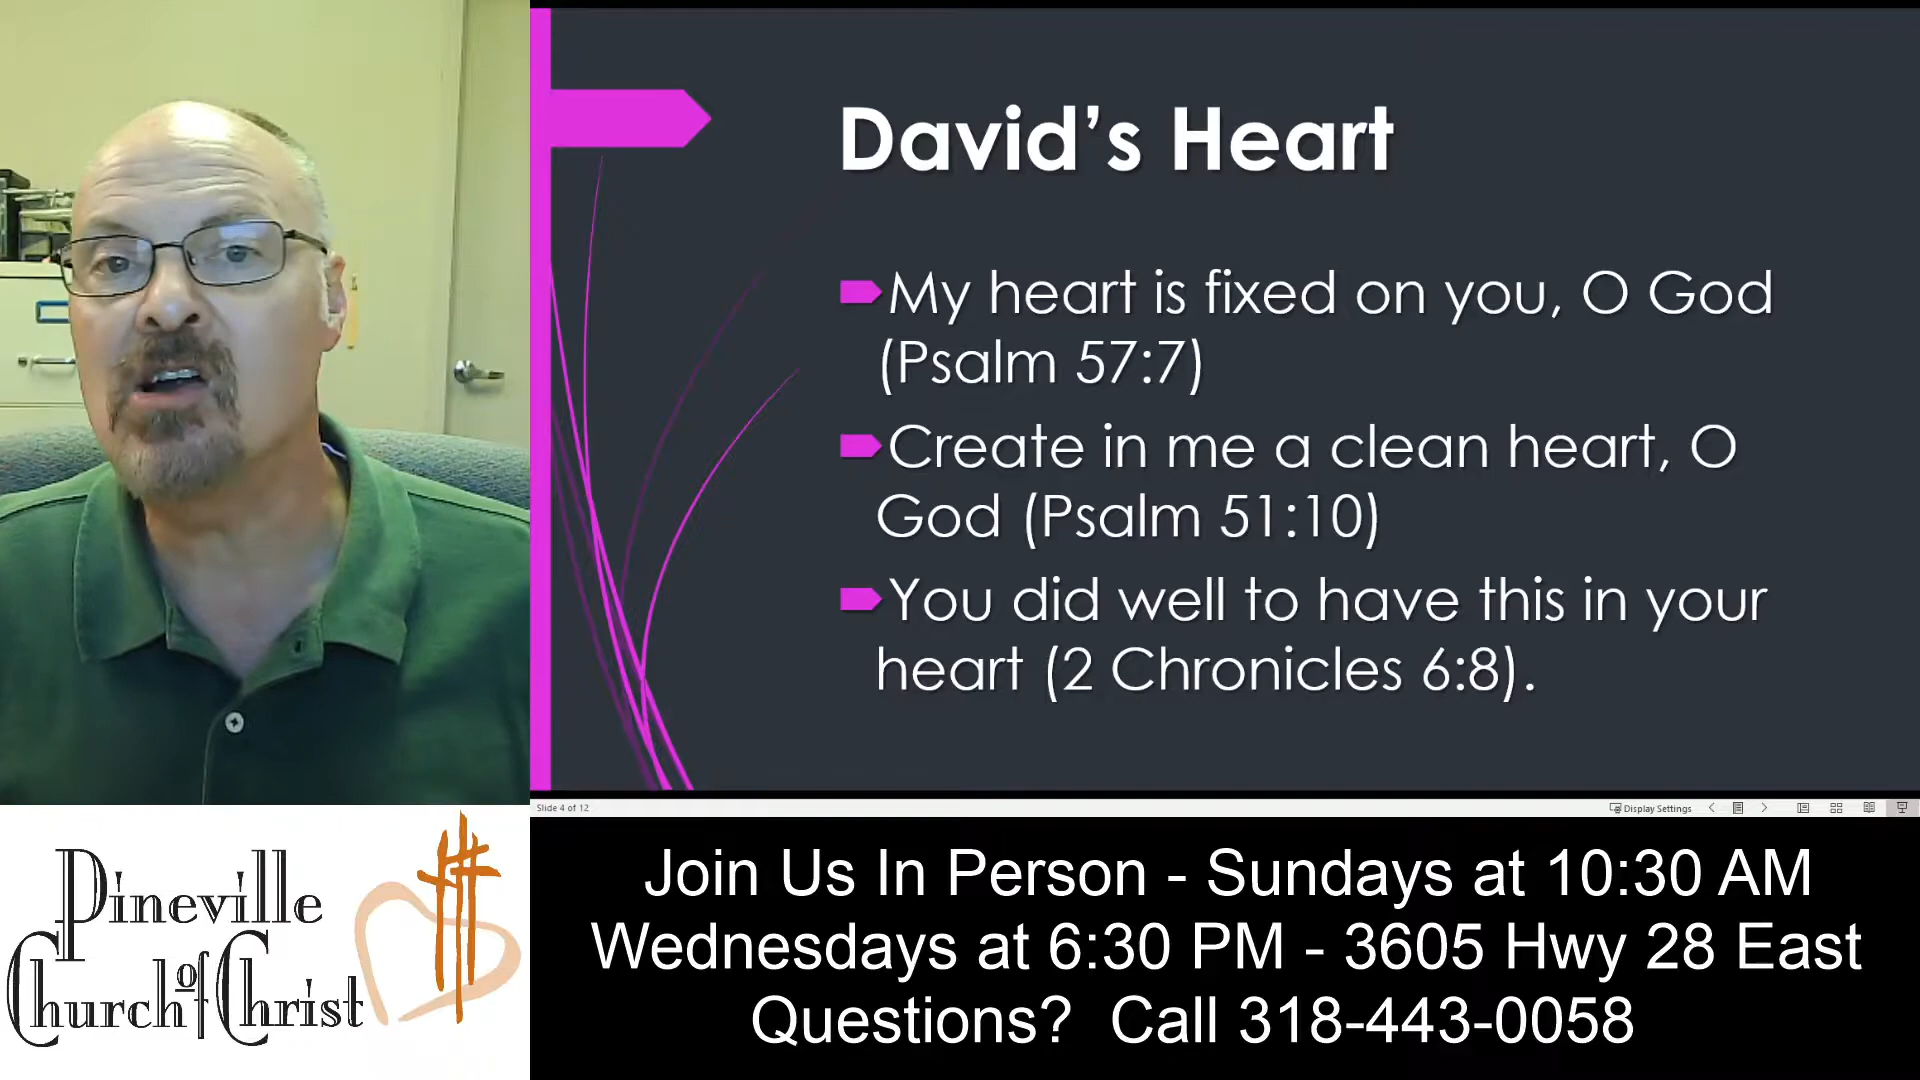 David’s Heart
My heart is fixed on you, O God
(Psalm 57:7)
Create in me a clean heart, O
God (Psalm 51:10)
You did well to have this in your
heart (2 Chronicles 6:8).
Slide 4 of 12
Display Settings
Pineville
Church of Christ
Join Us In Person - Sundays at 10:30 AM
Wednesdays at 6:30 PM - 3605 Hwy 28 East
Questions? Call 318-443-0058